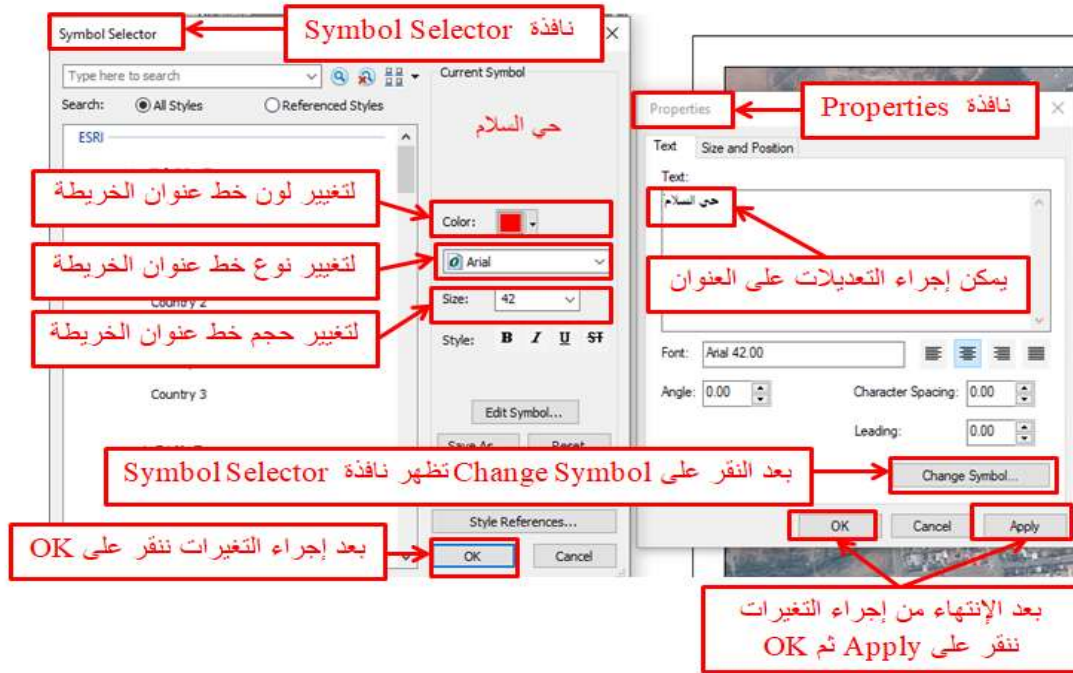 Symbol Selector
نافذة Symbol Selector
Type here to search
Current Symbol
Search: All Styles Referenced Styles
ESRI
حي السلام
لتغيير لون خط عنوان الخريطة
Color:
لتغيير نوع خط عنوان الخريطة
Arial
Country 2
Size: 42
لتغيير حجم خط عنوان الخريطة
Style: B I U ST
Country 3
Edit Symbol...
Save As... Reset
Style References...
OK Cancel
بعد إجراء التغيرات ننقر على OK
بعد النقر على Change Symbol تظهر نافذة Symbol Selector
Properties
نافذة Properties
Text Size and Position
Text:
حي السلام
يمكن إجراء التعديلات على العنوان
Font: Arial 42.00
Angle: 0.00 Character Spacing: 0.00
Leading: 0.00
Change Symbol...
OK Cancel Apply
بعد الإنتهاء من إجراء التغيرات
ننقر على Apply ثم OK